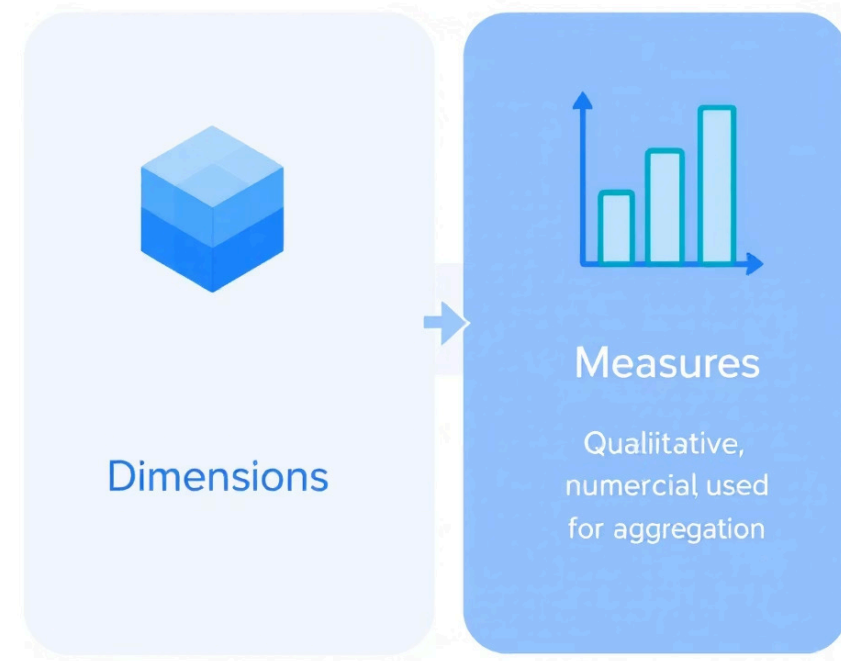 Dimensions
Measures
Qualiitative,
numercial used
for aggregation